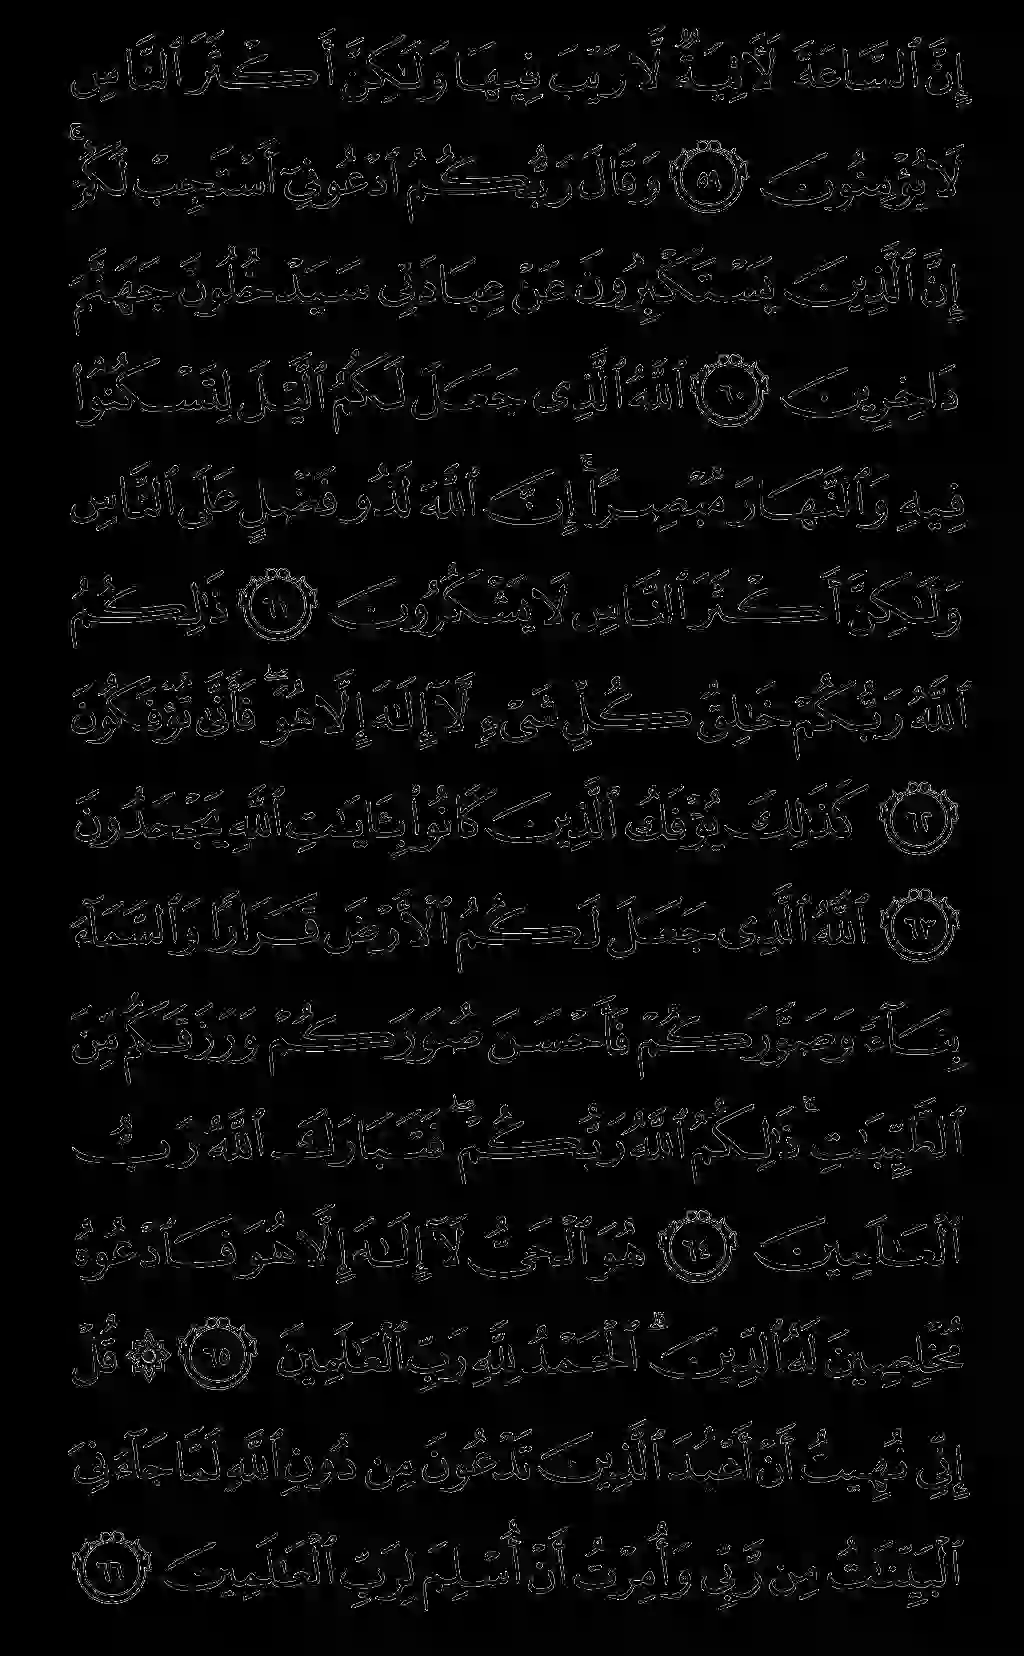 إِنَّ ٱلسَّاعَةَ لَأٓتِيَةٌ لَّا رَيْبَ فِيهَا وَلَٰكِنَّ أَكْثَرَ ٱلنَّاسِ
لَا يُؤْمِنُونَ ٥٩ وَقَالَ رَبُّكُمُ ٱدْعُونِىٓ أَسْتَجِبْ لَكُمْ ۚ
إِنَّ ٱلَّذِينَ يَسْتَكْبِرُونَ عَنْ عِبَادَتِى سَيَدْخُلُونَ جَهَنَّمَ
دَاخِرِينَ ٦٠ ٱللَّهُ ٱلَّذِى جَعَلَ لَكُمُ ٱلَّيْلَ لِتَسْكُنُوا۟
فِيهِ وَٱلنَّهَارَ مُبْصِرًا ۚ إِنَّ ٱللَّهَ لَذُو فَضْلٍ عَلَى ٱلنَّاسِ
وَلَٰكِنَّ أَكْثَرَ ٱلنَّاسِ لَا يَشْكُرُونَ ٦١ ذَٰلِكُمُ
ٱللَّهُ رَبُّكُمْ خَٰلِقُ كُلِّ شَىْءٍ لَّآ إِلَٰهَ إِلَّا هُوَ ۖ فَأَنَّىٰ تُؤْفَكُونَ
٦٢ كَذَٰلِكَ يُؤْفَكُ ٱلَّذِينَ كَانُوا۟ بِـَٔايَٰتِ ٱللَّهِ يَجْحَدُونَ
٦٣ ٱللَّهُ ٱلَّذِى جَعَلَ لَكُمُ ٱلْأَرْضَ قَرَارًا وَٱلسَّمَآءَ
بِنَآءً وَصَوَّرَكُمْ فَأَحْسَنَ صُوَرَكُمْ وَرَزَقَكُم مِّنَ
ٱلطَّيِّبَٰتِ ۚ ذَٰلِكُمُ ٱللَّهُ رَبُّكُمْ ۖ فَتَبَارَكَ ٱللَّهُ رَبُّ
ٱلْعَٰلَمِينَ ٦٤ هُوَ ٱلْحَىُّ لَآ إِلَٰهَ إِلَّا هُوَ فَٱدْعُوهُ
مُخْلِصِينَ لَهُ ٱلدِّينَ ۗ ٱلْحَمْدُ لِلَّهِ رَبِّ ٱلْعَٰلَمِينَ ٦٥ ۞ قُلْ
إِنِّى نُهِيتُ أَنْ أَعْبُدَ ٱلَّذِينَ تَدْعُونَ مِن دُونِ ٱللَّهِ لَمَّا جَآءَنِىَ
ٱلْبَيِّنَٰتُ مِن رَّبِّى وَأُمِرْتُ أَنْ أُسْلِمَ لِرَبِّ ٱلْعَٰلَمِينَ ٦٦